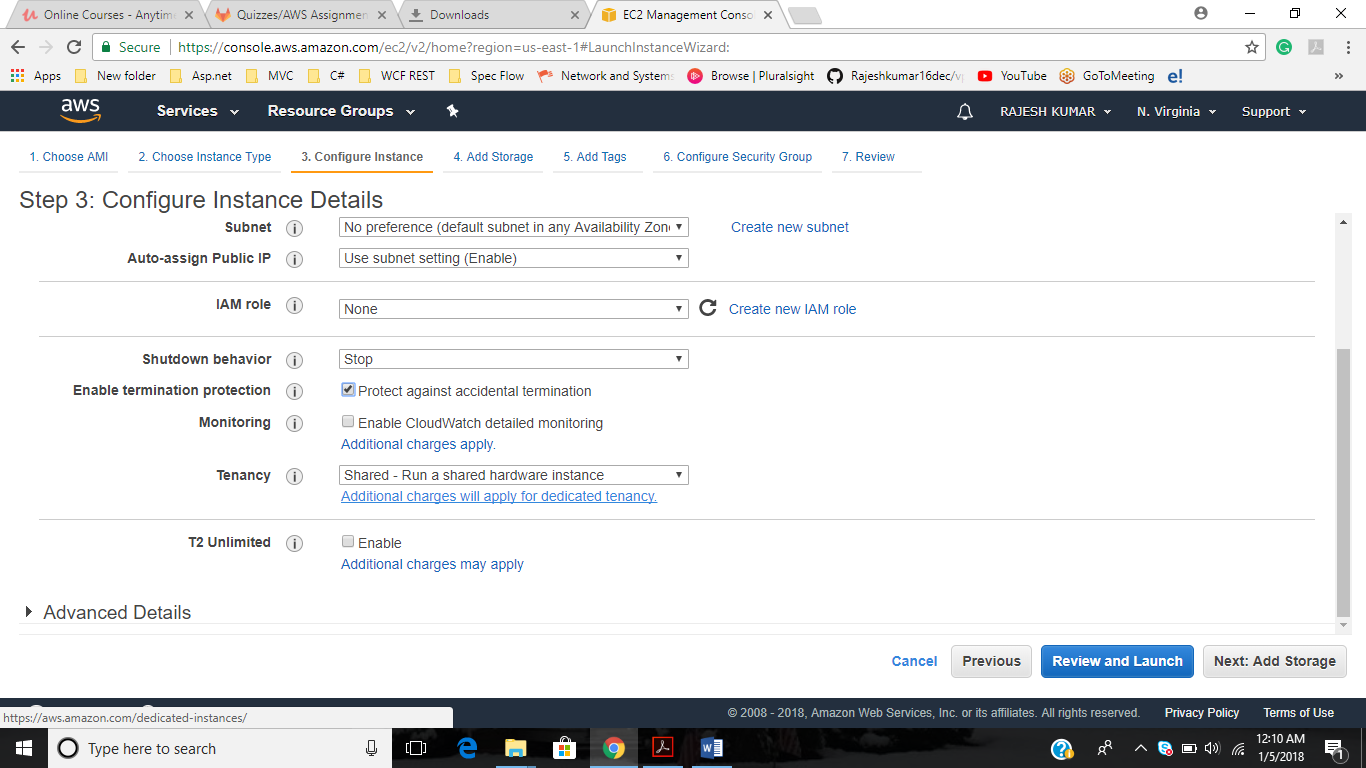 Online Courses - Anytim
Quizzes/AWS Assignmen
Downloads
EC2 Management Conso
Secure
https://console.aws.amazon.com/ec2/v2/home?region=us-east-1#LaunchInstanceWizard:
Apps
New folder
Asp.net
MVC
C#
WCF REST
Spec Flow
Network and Systems
Browse | Pluralsight
Rajeshkumar16dec/vp
YouTube
GoToMeeting
e!
»
aws
Services
Resource Groups
RAJESH KUMAR
N. Virginia
Support
1. Choose AMI
2. Choose Instance Type
3. Configure Instance
4. Add Storage
5. Add Tags
6. Configure Security Group
7. Review
Step 3: Configure Instance Details
Subnet
No preference (default subnet in any Availability Zone
Create new subnet
Auto-assign Public IP
Use subnet setting (Enable)
IAM role
None
Create new IAM role
Shutdown behavior
Stop
Enable termination protection
Protect against accidental termination
Monitoring
Enable CloudWatch detailed monitoring
Additional charges apply.
Tenancy
Shared - Run a shared hardware instance
Additional charges will apply for dedicated tenancy.
T2 Unlimited
Enable
Additional charges may apply
Advanced Details
Cancel
Previous
Review and Launch
Next: Add Storage
https://aws.amazon.com/dedicated-instances/
© 2008 - 2018, Amazon Web Services, Inc. or its affiliates. All rights reserved.
Privacy Policy
Terms of Use
Type here to search
12:10 AM
1/5/2018
1